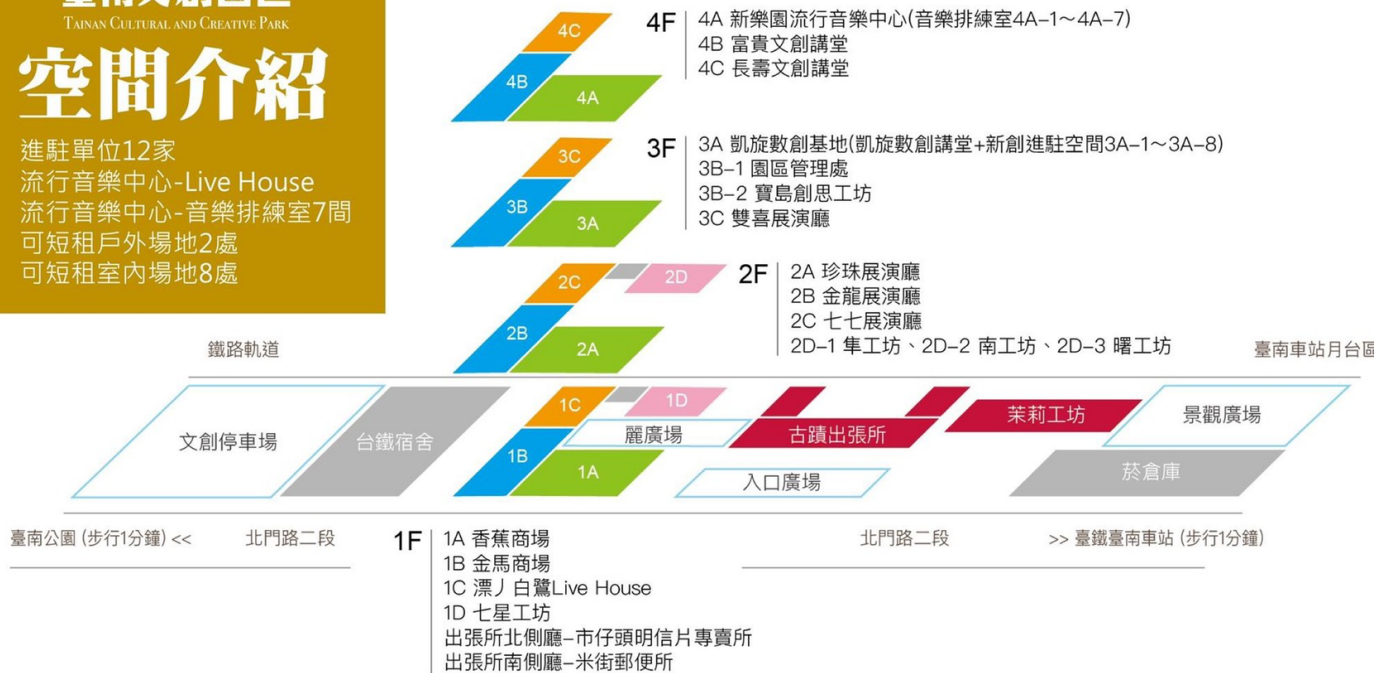 臺南文創園區
TAINAN CULTURAL AND CREATIVE PARK
空間介紹
進駐單位12家
流行音樂中心-Live House
流行音樂中心-音樂排練室7間
可短租戶外場地2處
可短租室內場地8處
4C
4B
4A
4F
4A 新樂園流行音樂中心(音樂排練室4A-1～4A-7)
4B 富貴文創講堂
4C 長壽文創講堂
3C
3B
3A
3F
3A 凱旋數創基地(凱旋數創講堂+新創進駐空間3A-1～3A-8)
3B-1 園區管理處
3B-2 寶島創思工坊
3C 雙喜展演廳
2C
2D
2B
2A
2F
2A 珍珠展演廳
2B 金龍展演廳
2C 七七展演廳
2D-1 隼工坊、2D-2 南工坊、2D-3 曙工坊
鐵路軌道
臺南車站月台區
文創停車場
台鐵宿舍
1C
1D
1B
1A
麗廣場
古蹟出張所
茉莉工坊
景觀廣場
入口廣場
菸倉庫
臺南公園 (步行1分鐘) <<
北門路二段
北門路二段
>> 臺鐵臺南車站 (步行1分鐘)
1F
1A 香蕉商場
1B 金馬商場
1C 漂丿白鷺Live House
1D 七星工坊
出張所北側廳-市仔頭明信片專賣所
出張所南側廳-米街郵便所